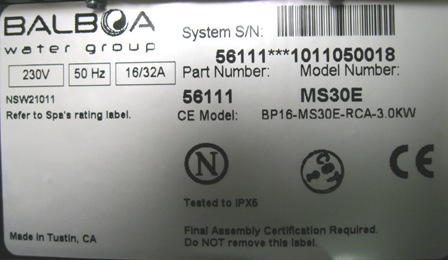 BALBOA
water group
System S/N:
56111***1011050018
230V 50 Hz 16/32A
Part Number: Model Number:
56111 MS30E
NSW21011
Refer to Spa's rating label.
CE Model: BP16-MS30E-RCA-3.0KW
N
CE
Tested to IPX5
Made in Tustin, CA
Final Assembly Certification Required.
Do NOT remove this label.